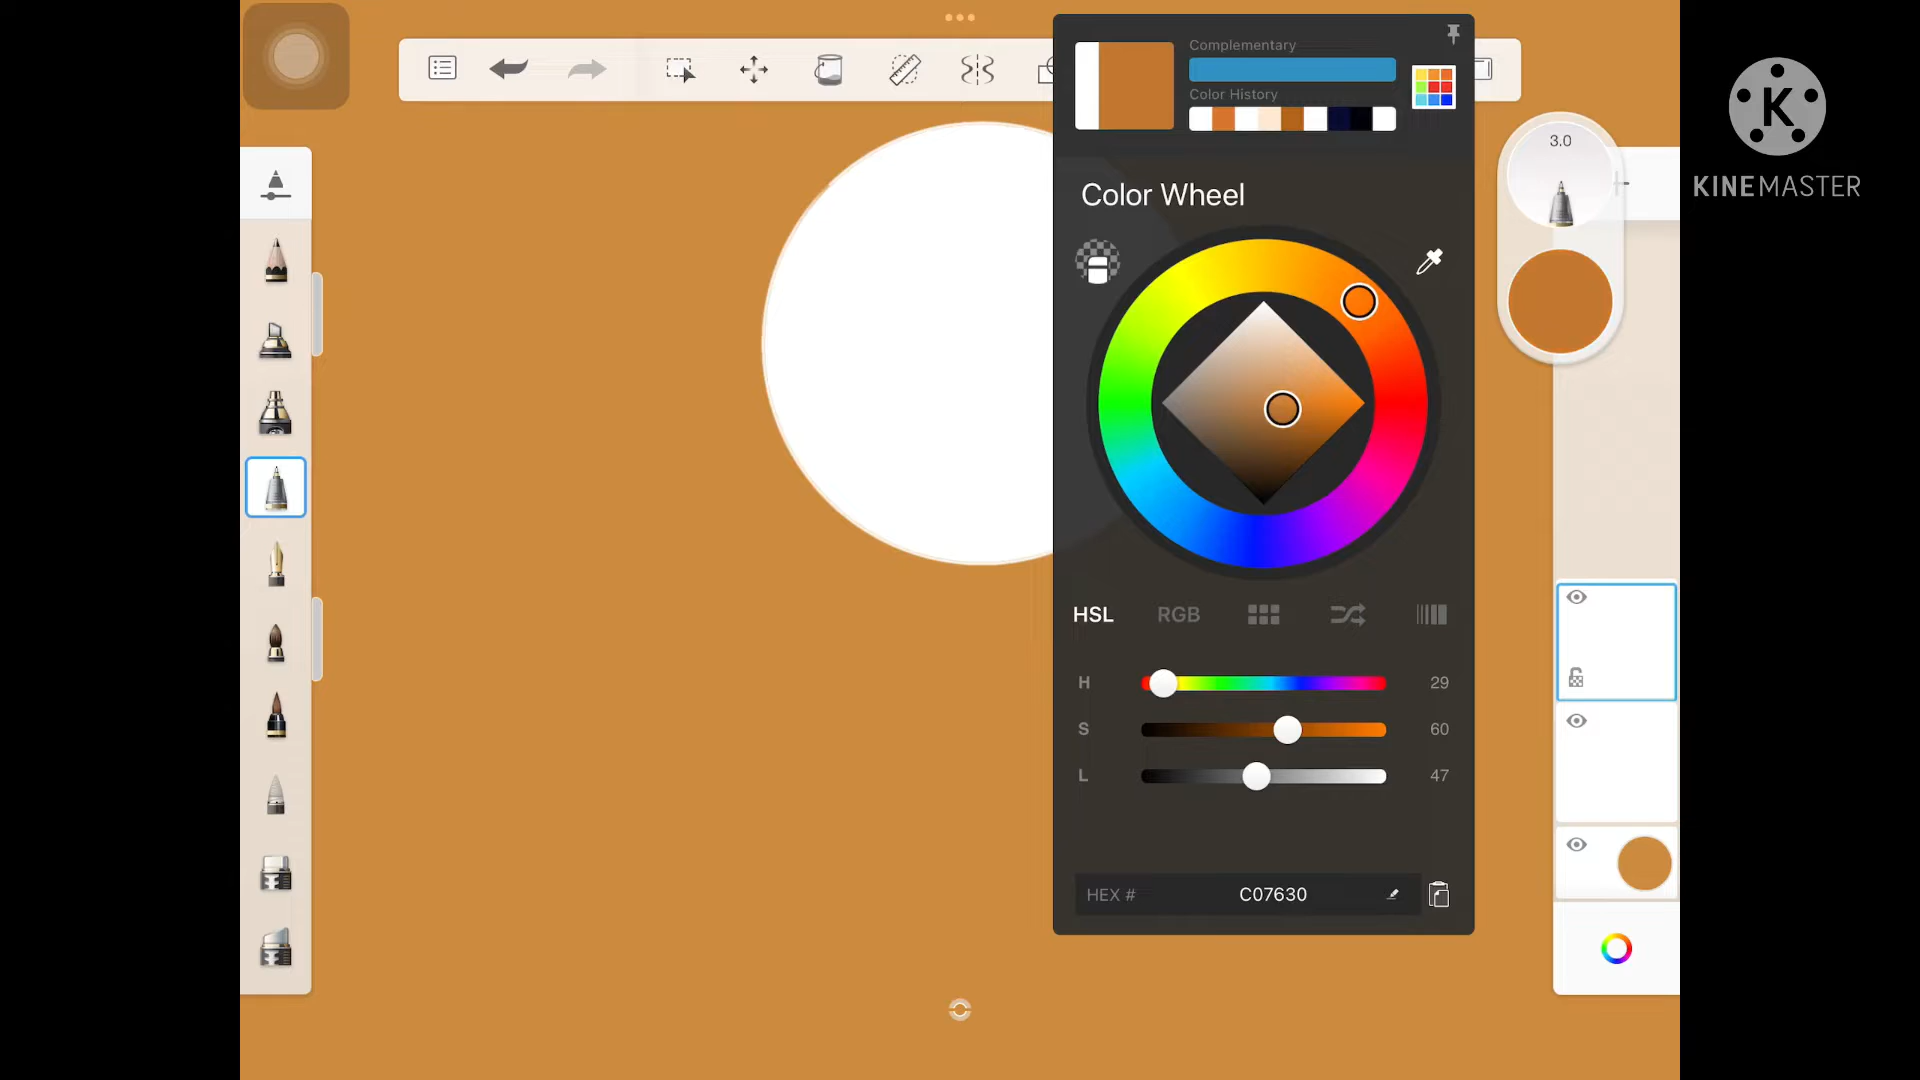 Complementary
Color History
3.0
KINEMASTER
K
Color Wheel
HSL RGB
H 29
S 60
L 47
HEX # C07630